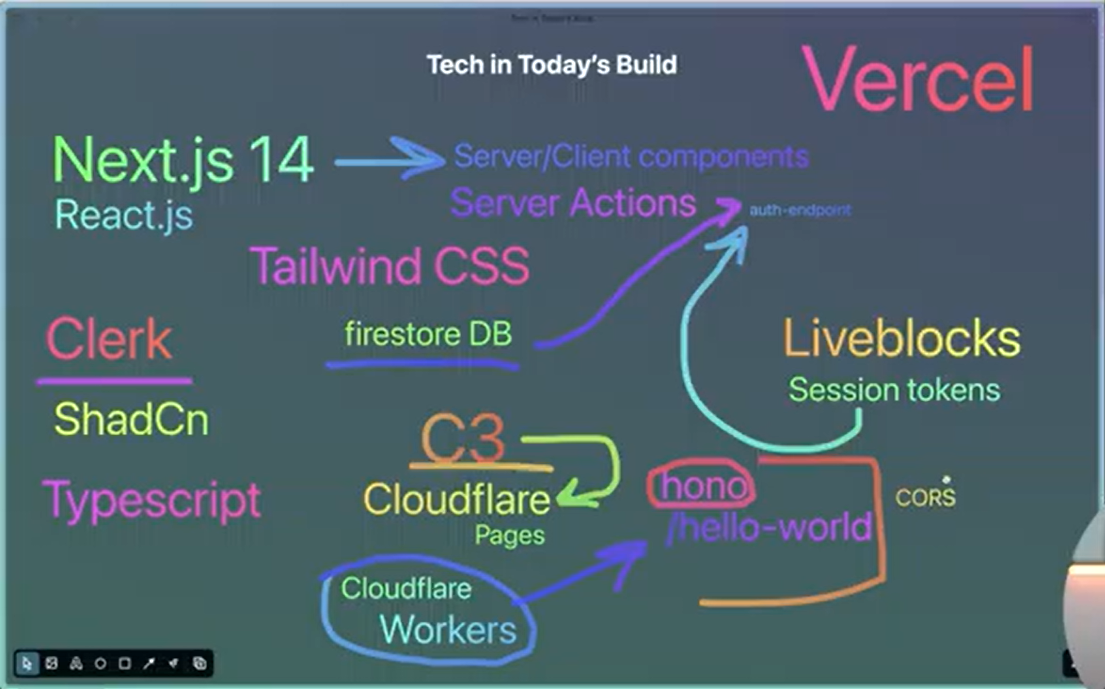 Tech in Today's Build
Vercel
Next.js 14
Server/Client components
React.js
Server Actions
auth-endpoint
Tailwind CSS
Clerk
firestore DB
Liveblocks
Session tokens
ShadCn
C3
Typescript
Cloudflare
Pages
hono
/hello-world
CORS
Cloudflare
Workers